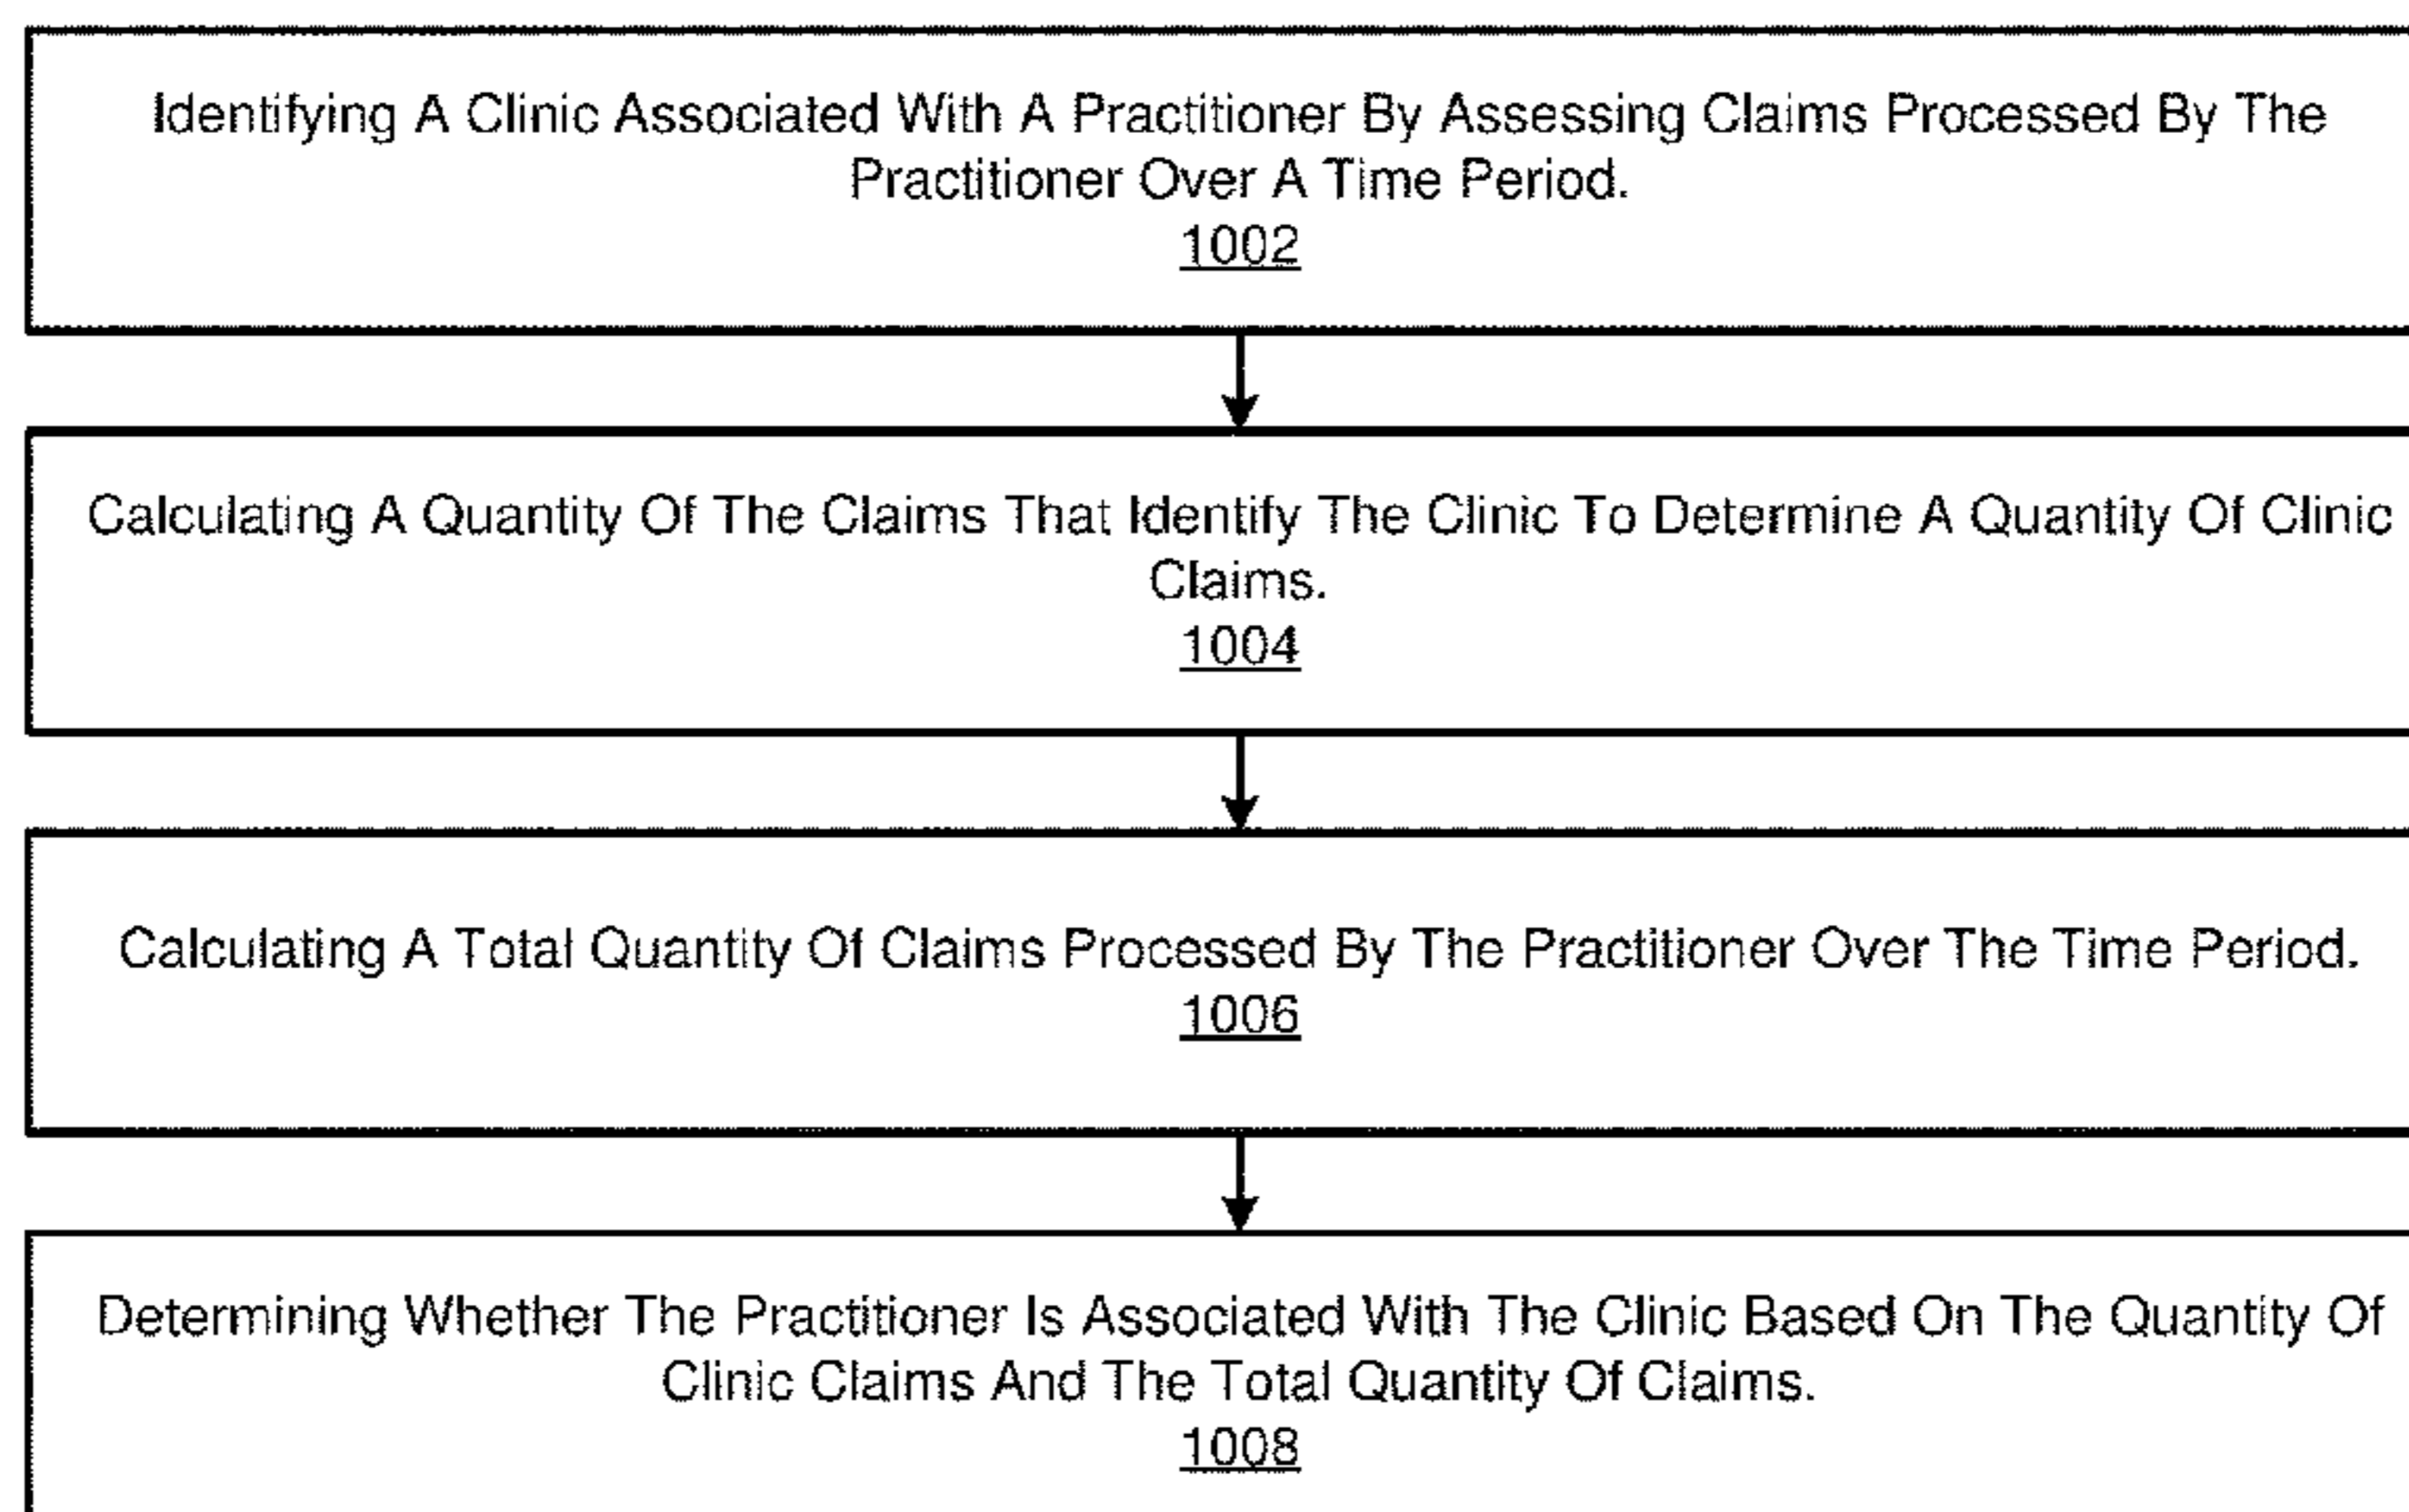 Identifying A Clinic Associated With A Practitioner By Assessing Claims Processed By The
Practitioner Over A Time Period.
1002
Calculating A Quantity Of The Claims That Identify The Clinic To Determine A Quantity Of Clinic
Claims.
1004
Calculating A Total Quantity Of Claims Processed By The Practitioner Over The Time Period.
1006
Determining Whether The Practitioner Is Associated With The Clinic Based On The Quantity Of
Clinic Claims And The Total Quantity Of Claims.
1008